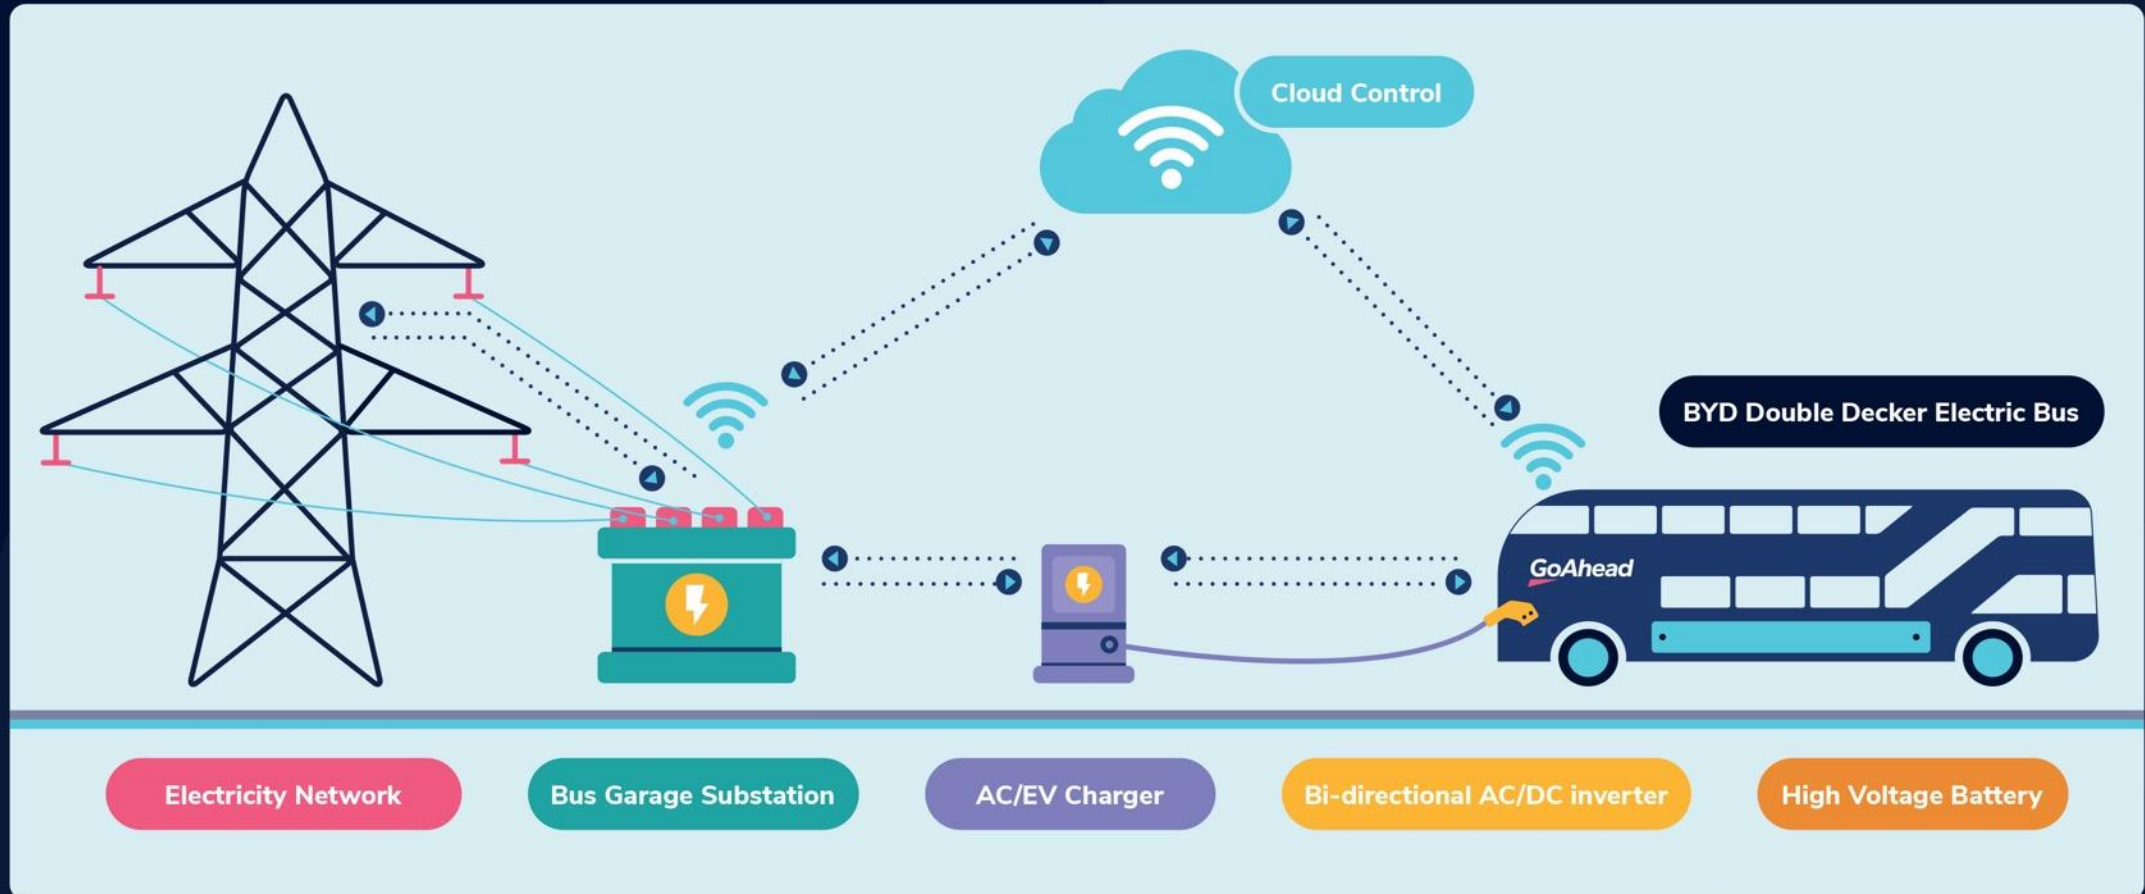 Cloud Control
BYD Double Decker Electric Bus
GoAhead
Electricity Network
Bus Garage Substation
AC/EV Charger
Bi-directional AC/DC inverter
High Voltage Battery